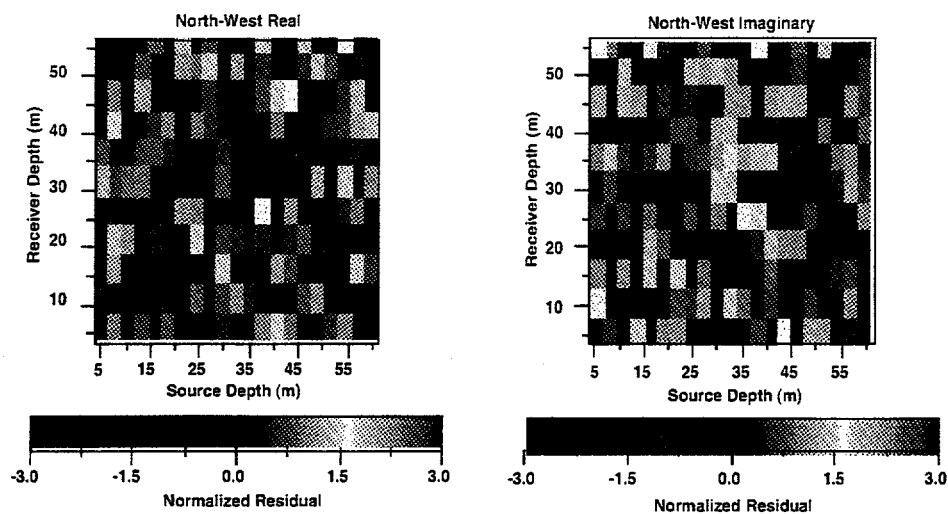 North-West Real
Receiver Depth (m)
50
40
30
20
10
5 15 25 35 45 55
Source Depth (m)
-3.0 -1.5 0.0 1.5 3.0
Normalized Residual
North-West Imaginary
Receiver Depth (m)
50
40
30
20
10
5 15 25 35 45 55
Source Depth (m)
-3.0 -1.5 0.0 1.5 3.0
Normalized Residual